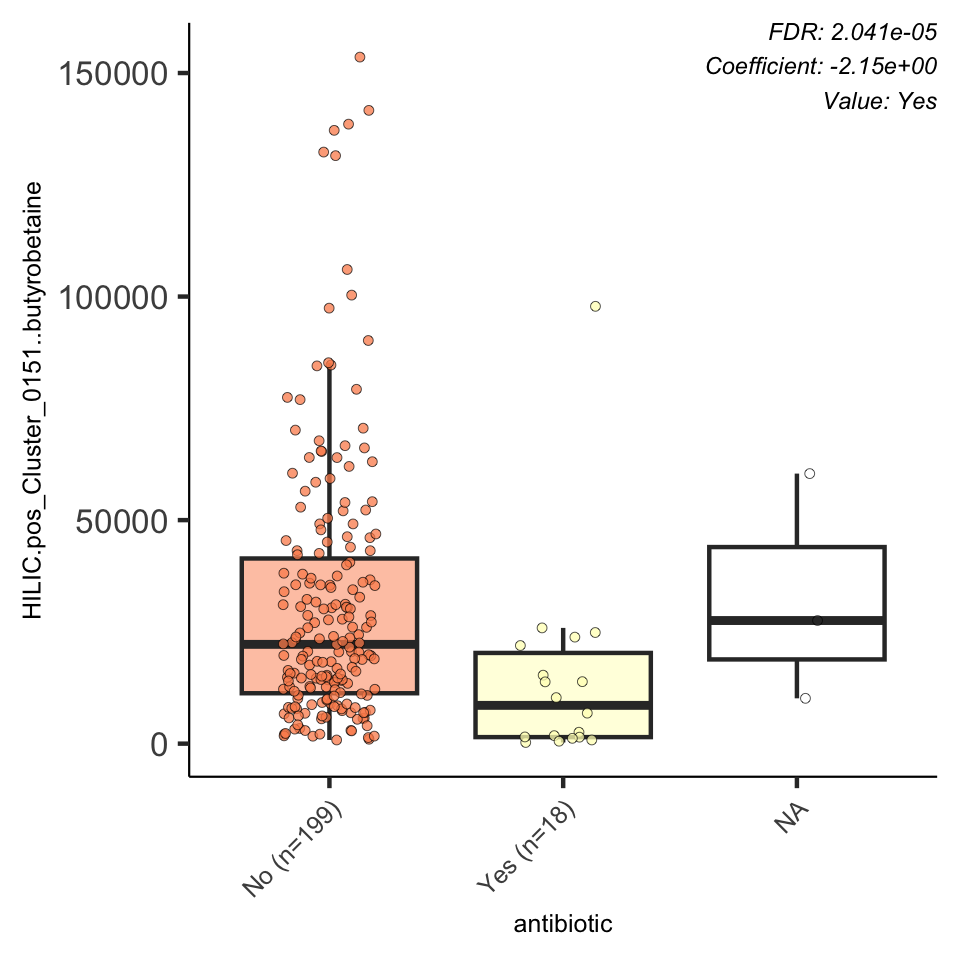 FDR: 2.041e-05
Coefficient: -2.15e+00
Value: Yes
HILIC.pos_Cluster_0151..butyrobetaine
150000
100000
50000
0
No (n=199)
Yes (n=18)
NA
antibiotic